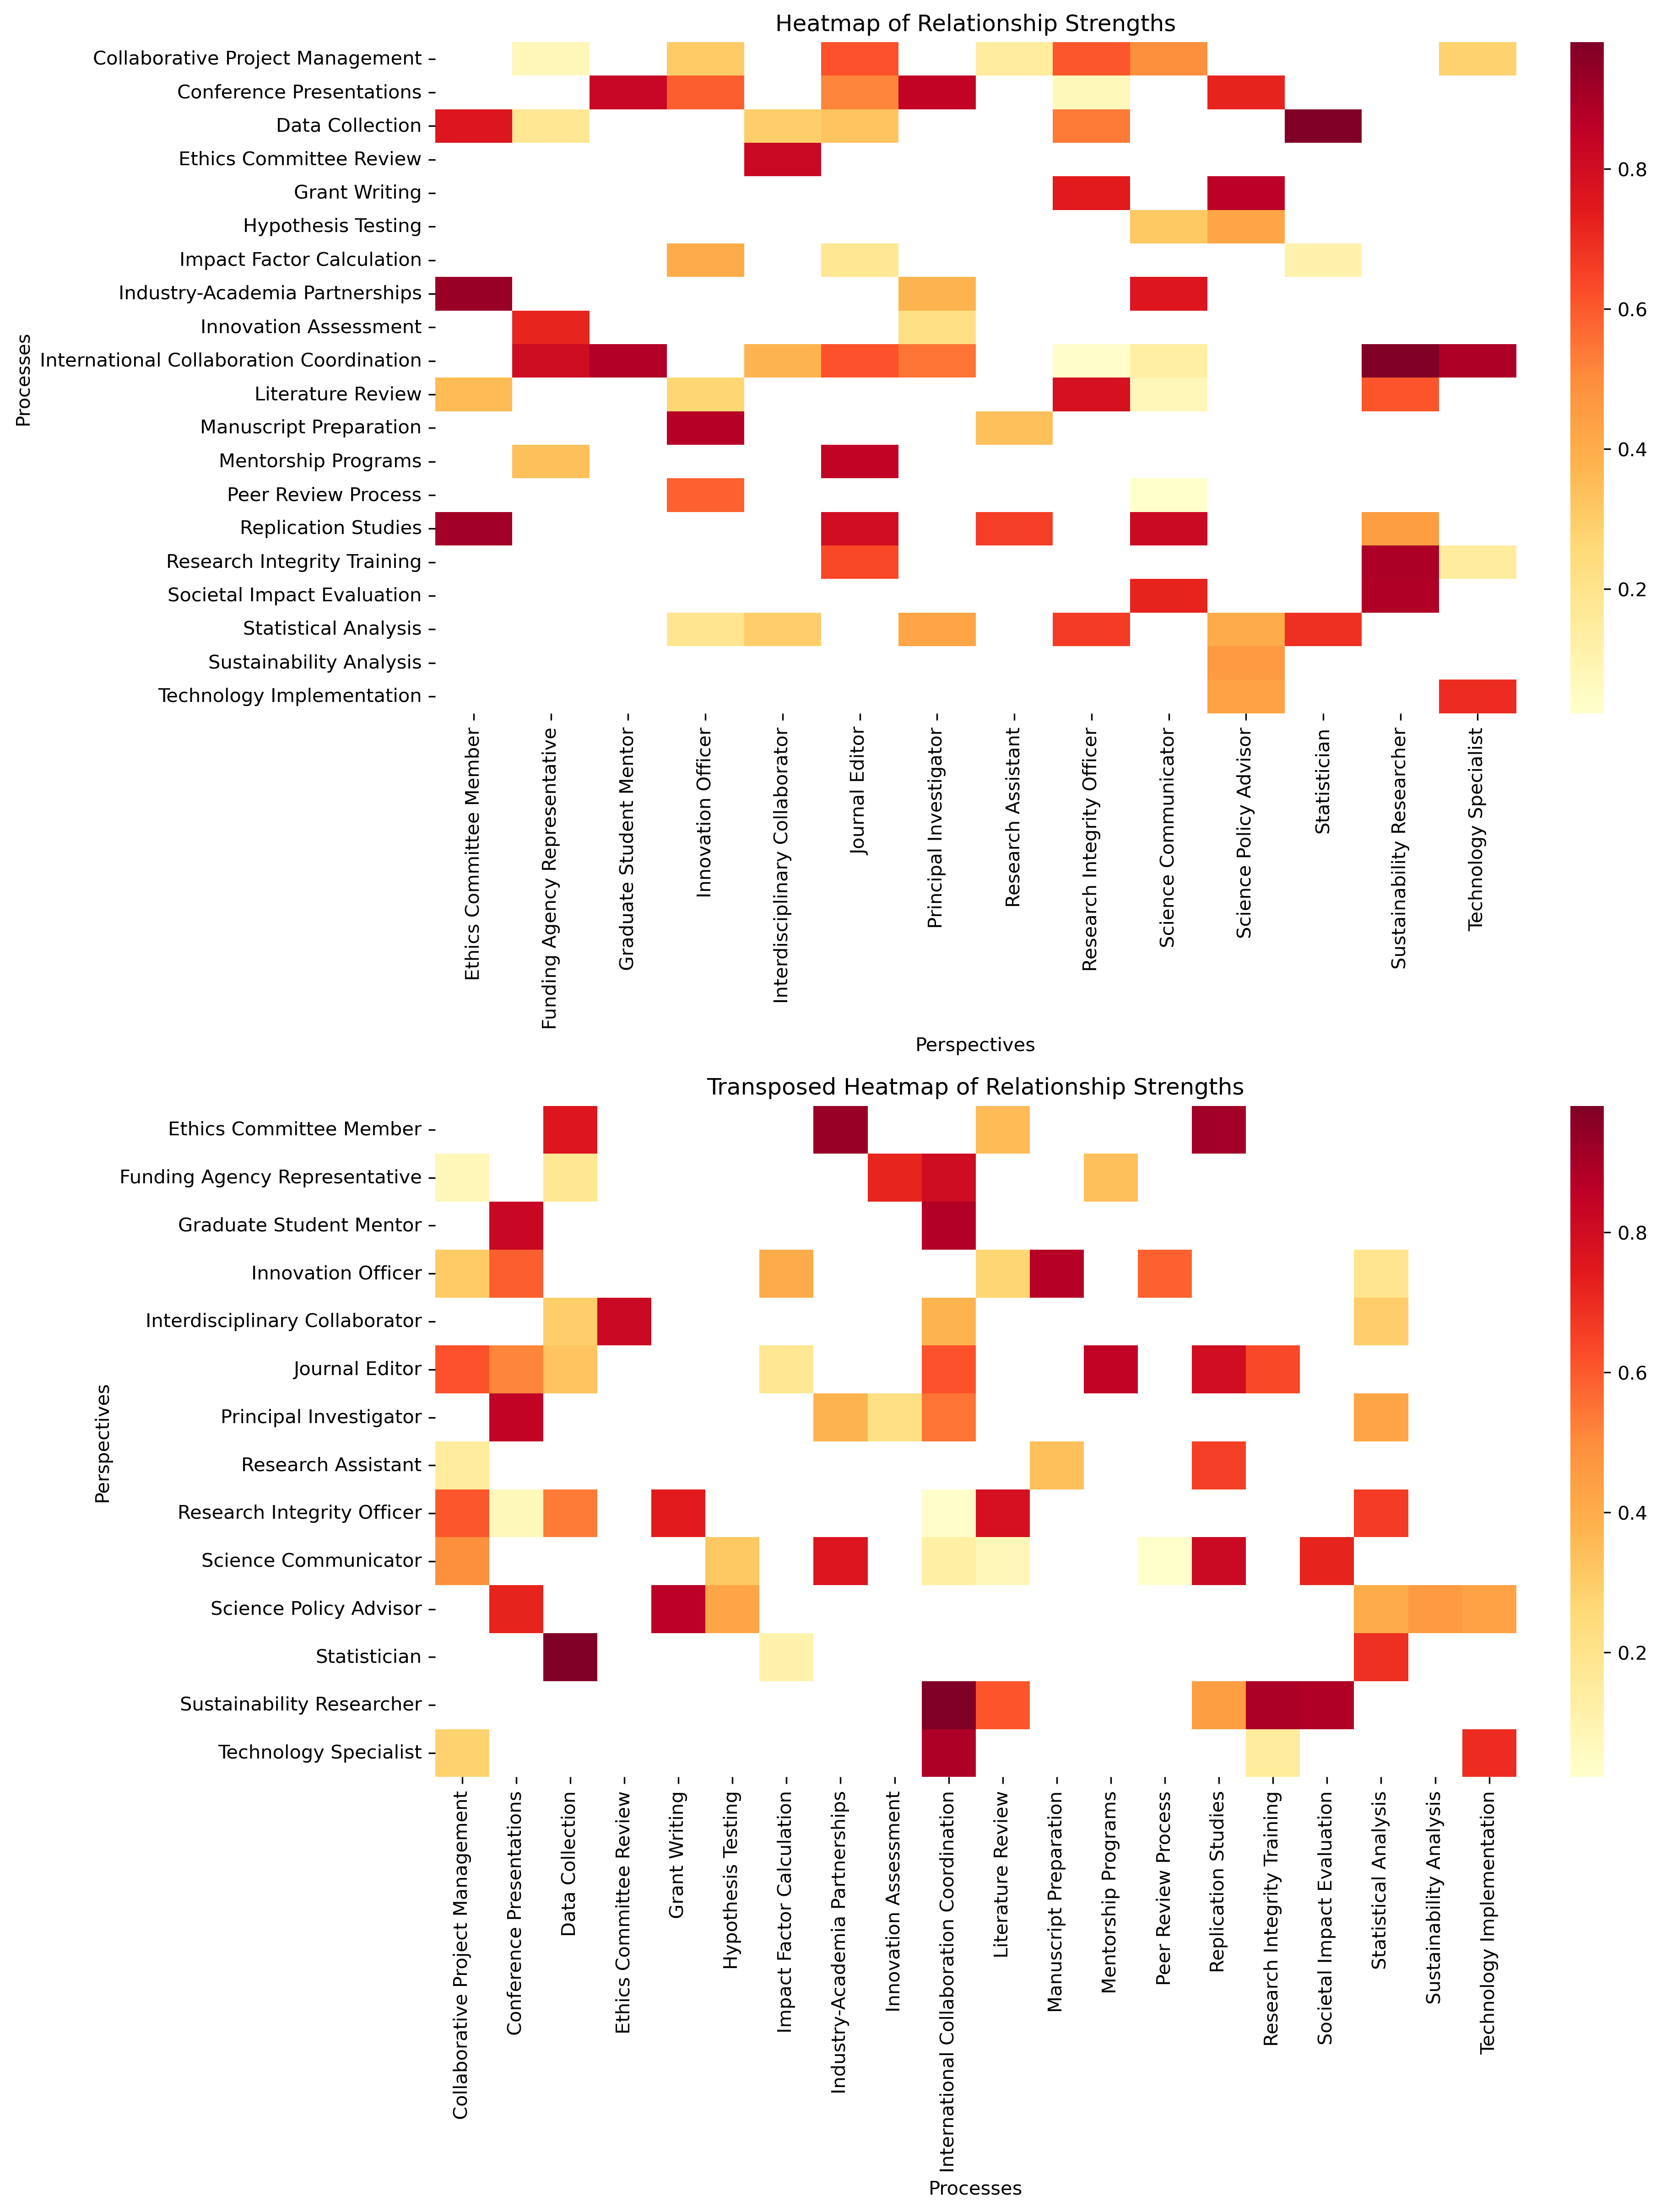 Heatmap of Relationship Strengths
Processes
Collaborative Project Management
Conference Presentations
Data Collection
Ethics Committee Review
Grant Writing
Hypothesis Testing
Impact Factor Calculation
Industry-Academia Partnerships
Innovation Assessment
International Collaboration Coordination
Literature Review
Manuscript Preparation
Mentorship Programs
Peer Review Process
Replication Studies
Research Integrity Training
Societal Impact Evaluation
Statistical Analysis
Sustainability Analysis
Technology Implementation
0.8
0.6
0.4
0.2
Ethics Committee Member
Funding Agency Representative
Graduate Student Mentor
Innovation Officer
Interdisciplinary Collaborator
Journal Editor
Principal Investigator
Research Assistant
Research Integrity Officer
Science Communicator
Science Policy Advisor
Statistician
Sustainability Researcher
Technology Specialist
Perspectives
Transposed Heatmap of Relationship Strengths
Perspectives
Ethics Committee Member
Funding Agency Representative
Graduate Student Mentor
Innovation Officer
Interdisciplinary Collaborator
Journal Editor
Principal Investigator
Research Assistant
Research Integrity Officer
Science Communicator
Science Policy Advisor
Statistician
Sustainability Researcher
Technology Specialist
0.8
0.6
0.4
0.2
Collaborative Project Management
Conference Presentations
Data Collection
Ethics Committee Review
Grant Writing
Hypothesis Testing
Impact Factor Calculation
Industry-Academia Partnerships
Innovation Assessment
International Collaboration Coordination
Literature Review
Manuscript Preparation
Mentorship Programs
Peer Review Process
Replication Studies
Research Integrity Training
Societal Impact Evaluation
Statistical Analysis
Sustainability Analysis
Technology Implementation
Processes